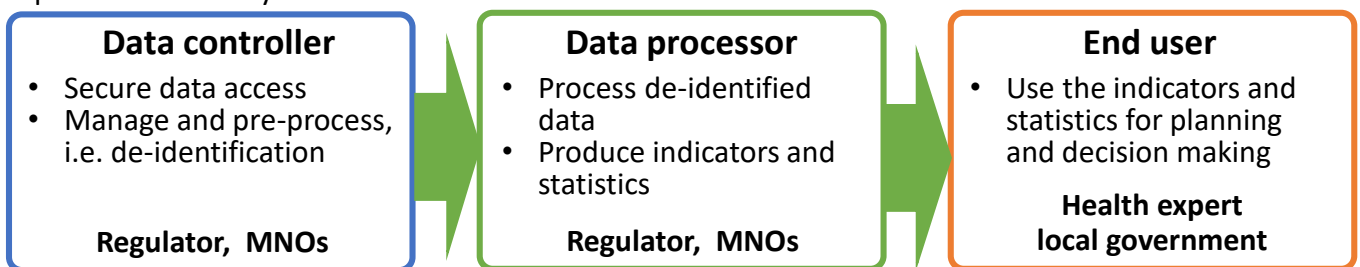 Data controller
• Secure data access
• Manage and pre-process,
i.e. de-identification
Regulator, MNOs
Data processor
• Process de-identified
data
• Produce indicators and
statistics
Regulator, MNOs
End user
• Use the indicators and
statistics for planning
and decision making
Health expert
local government